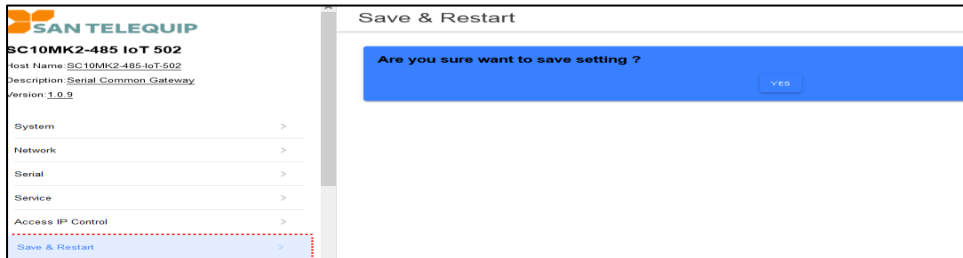 SAN TELEQUIP
SC10MK2-485 IoT 502
Host Name:SC10MK2-485-IoT-502
Description:Serial Common Gateway
Version:1.0.9
System
Network
Serial
Service
Access IP Control
Save & Restart
Save & Restart
Are you sure want to save setting ?
YES